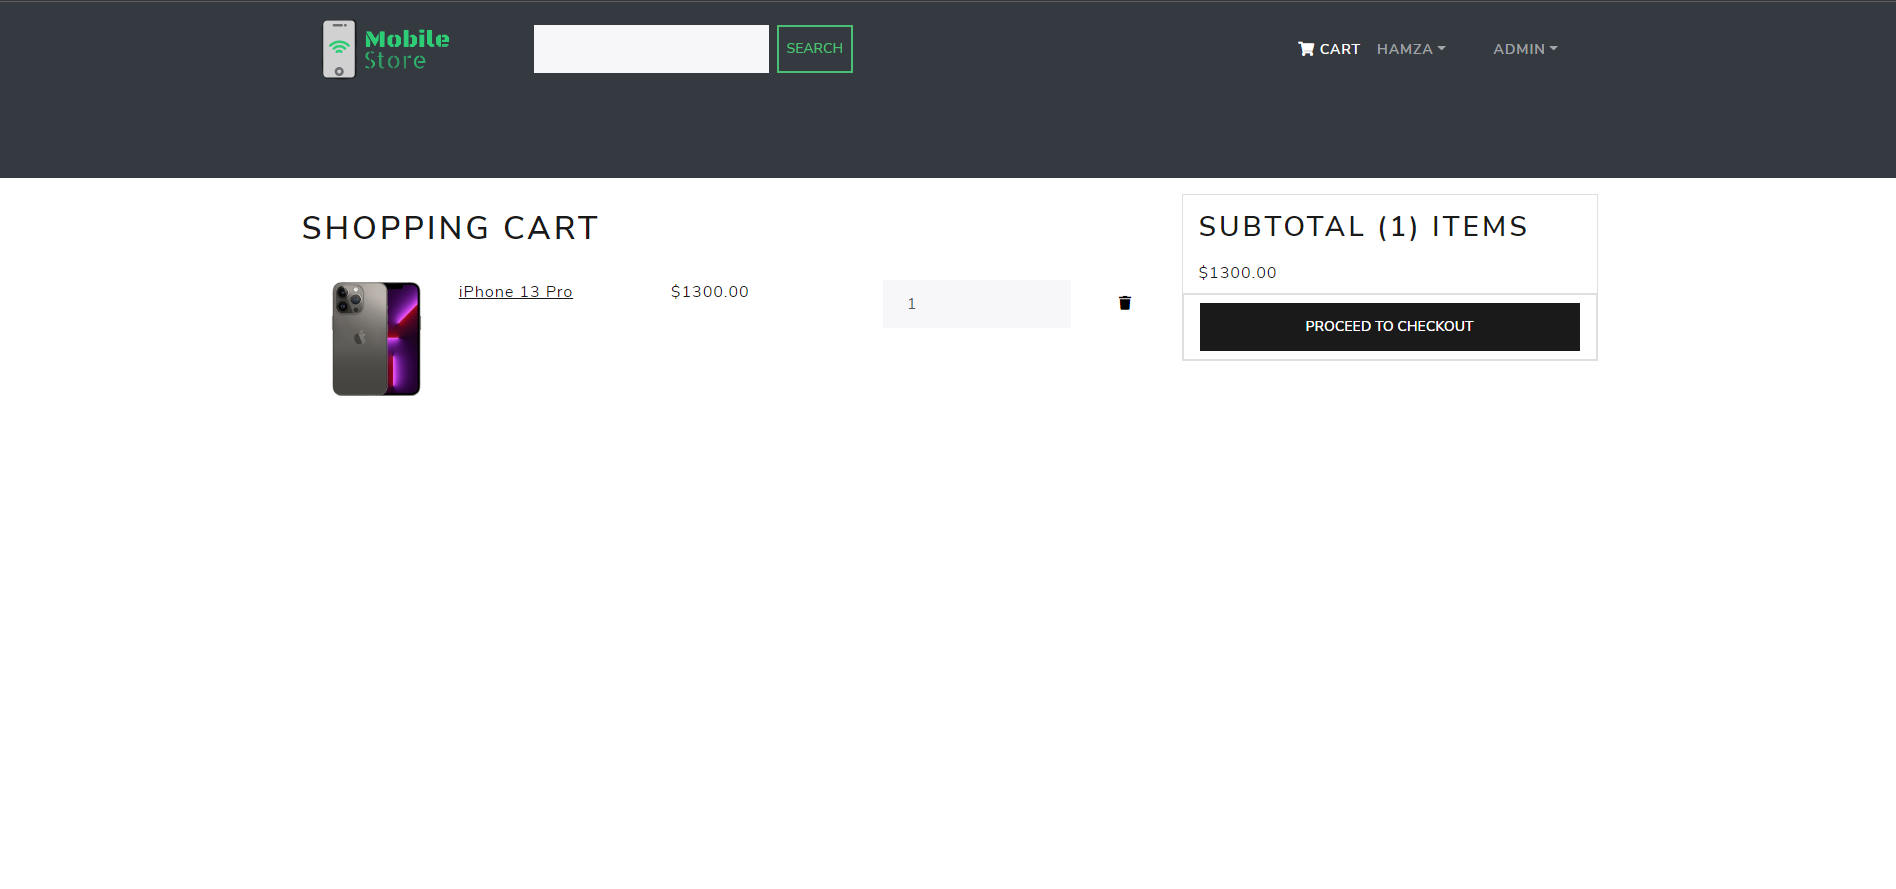 Mobile
Store
SEARCH
CART
HAMZA
ADMIN
SHOPPING CART
iPhone 13 Pro
$1300.00
1
SUBTOTAL (1) ITEMS
$1300.00
PROCEED TO CHECKOUT